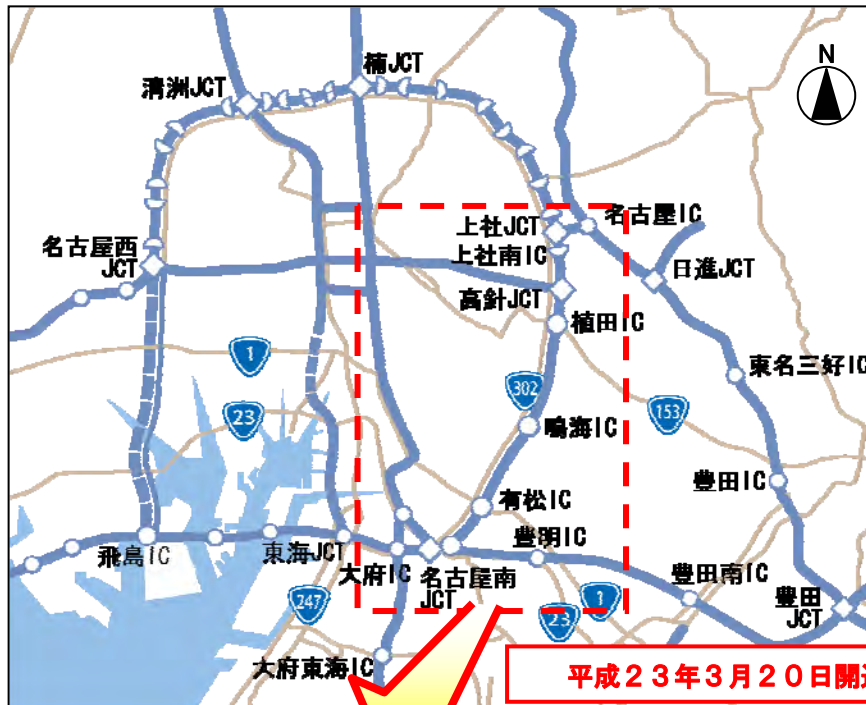 楠JCT
清洲JCT
N
名古屋IC
上社JCT
上社南IC
名古屋西
JCT
日進JCT
高針JCT
植田IC
1
302
東名三好IC
23
153
鳴海IC
豊田IC
有松IC
飛島IC
東海JCT
豊明IC
大府IC
名古屋南
JCT
豊田南IC
247
1
23
豊田
JCT
大府東海IC
平成23年3月20日開通